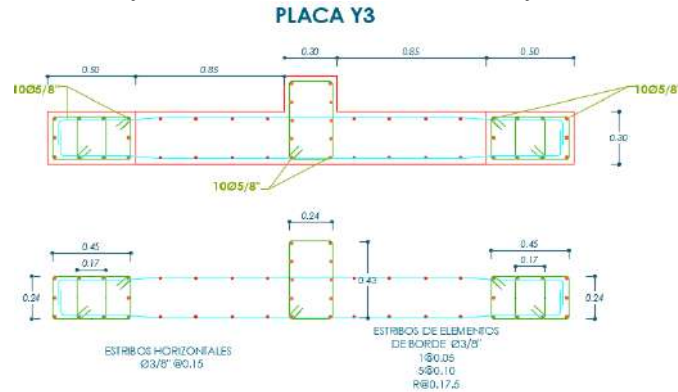 PLACA Y3
0.30
0.50
0.85
0.85
0.50
10Ø5/8"
10Ø5/8"
0.30
10Ø5/8"
0.24
0.45
0.17
0.45
0.17
0.24
0.43
0.24
ESTRIBOS HORIZONTALES
Ø3/8" @0.15
ESTRIBOS DE ELEMENTOS
DE BORDE Ø3/8"
1@0.05
5@0.10
R@0.17.5